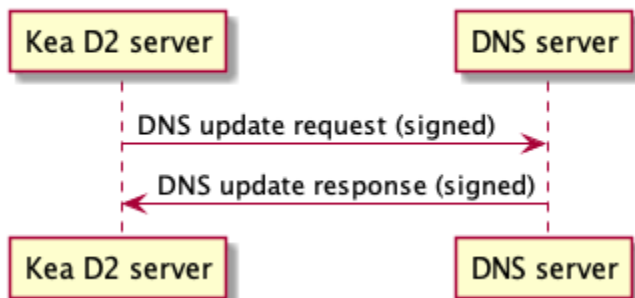 Kea D2 server
DNS server
DNS update request (signed)
DNS update response (signed)
Kea D2 server
DNS server